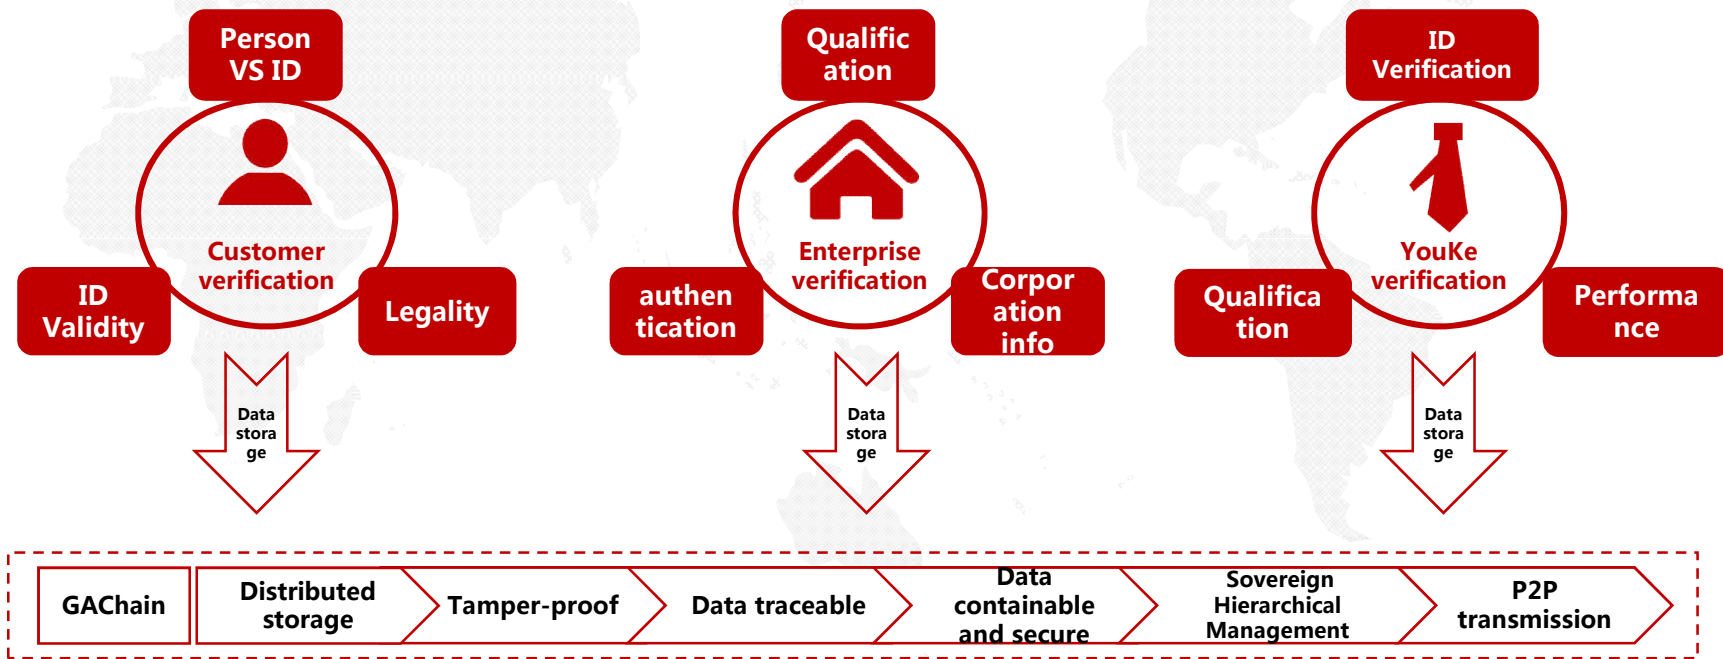 Person
VS ID
Customer
verification
ID
Validity
Legality
Data
stora
ge
Qualific
ation
Enterprise
verification
authen
tication
Corpor
ation
info
Data
stora
ge
ID
Verification
YouKe
verification
Qualifica
tion
Performa
nce
Data
stora
ge
GAChain
Distributed
storage
Tamper-proof
Data traceable
Data
containable
and secure
Sovereign
Hierarchical
Management
P2P
transmission